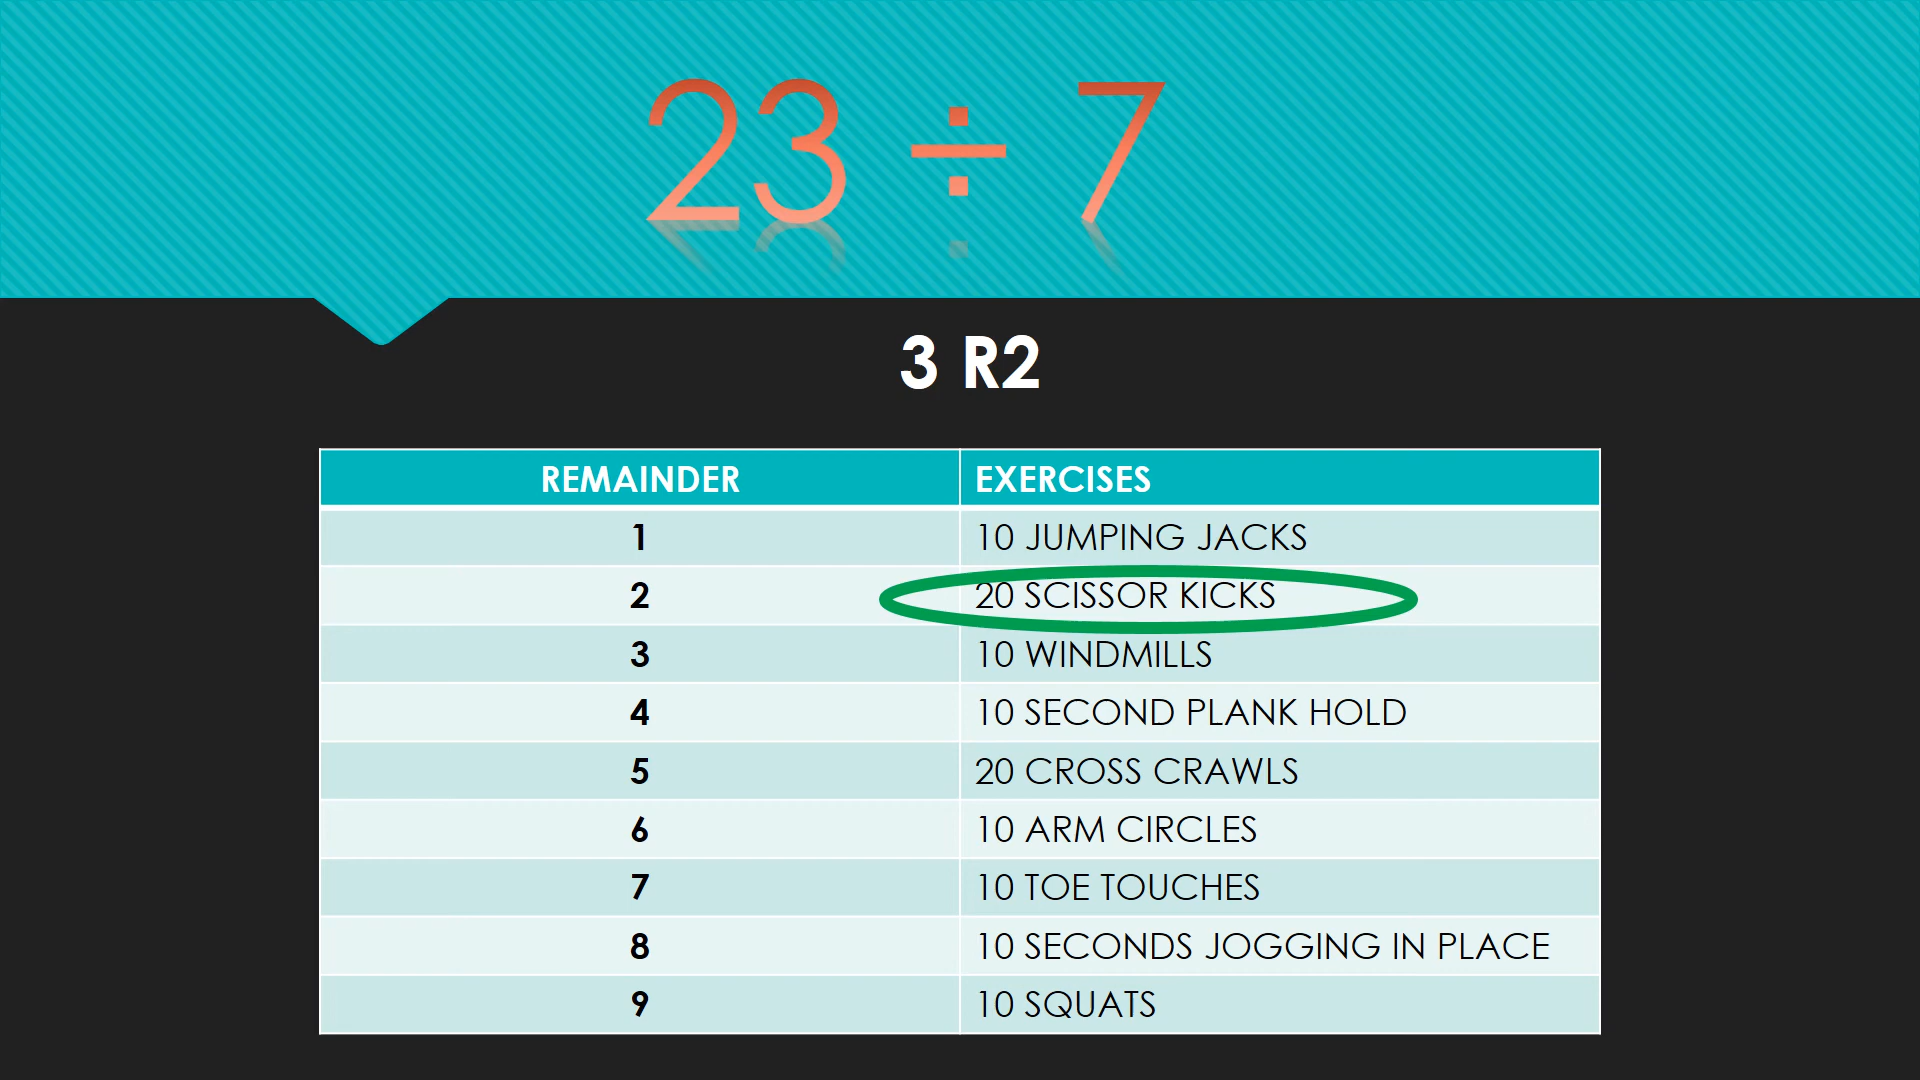 23 ÷ 7
3 R2
REMAINDER EXERCISES
1 10 JUMPING JACKS
2 20 SCISSOR KICKS
3 10 WINDMILLS
4 10 SECOND PLANK HOLD
5 20 CROSS CRAWLS
6 10 ARM CIRCLES
7 10 TOE TOUCHES
8 10 SECONDS JOGGING IN PLACE
9 10 SQUATS